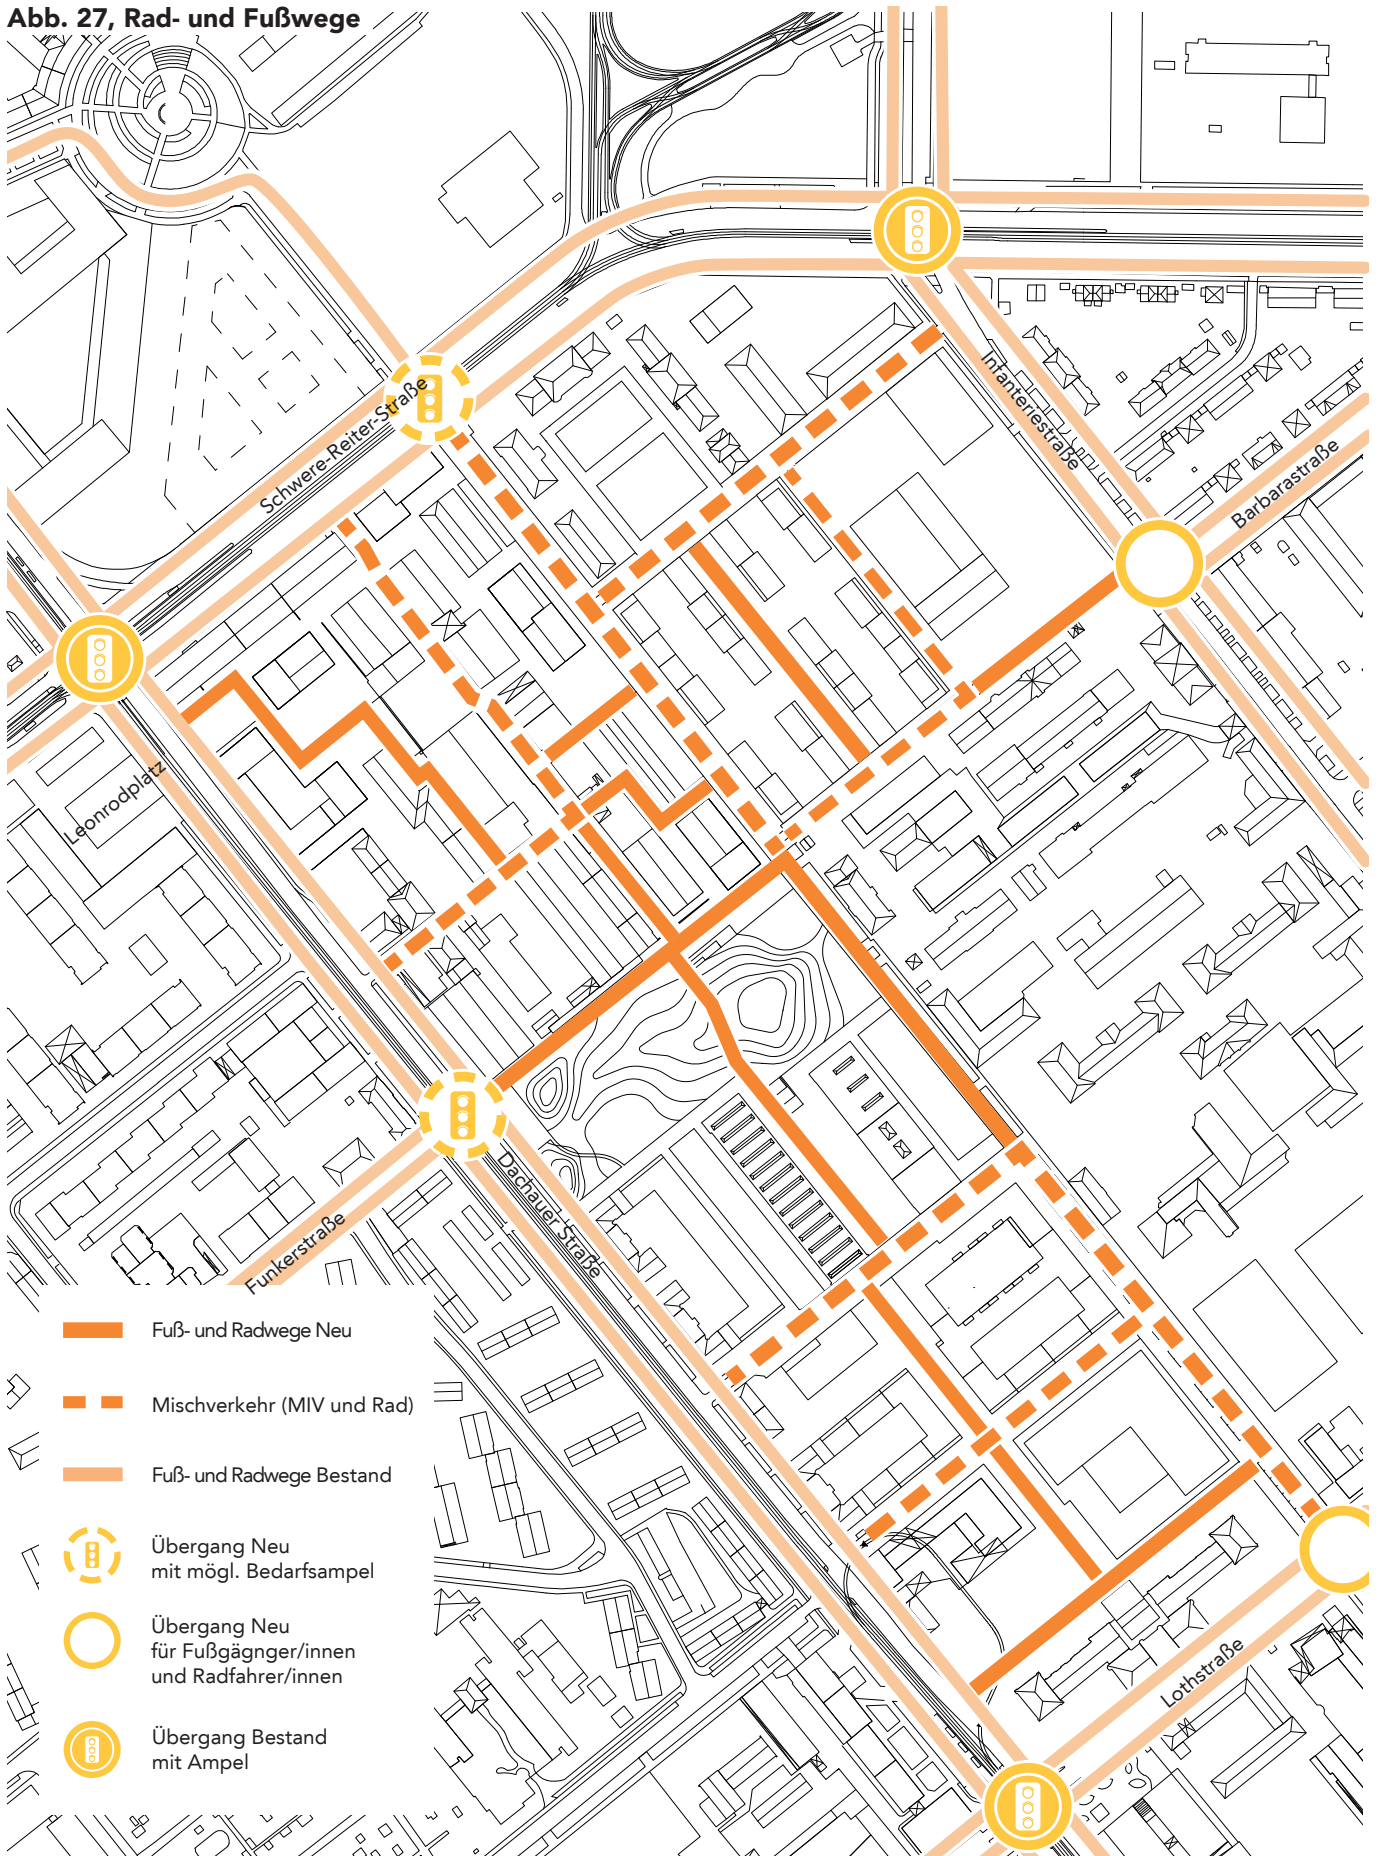 Abb. 27, Rad- und Fußwege
Schwere-Reiter-Straße
Infanteriestraße
Barbarastraße
Leonrodplatz
Dachauer Straße
Funkerstraße
Lothstraße
Fuß- und Radwege Neu
Mischverkehr (MIV und Rad)
Fuß- und Radwege Bestand
Übergang Neu
mit mögl. Bedarfsampel
Übergang Neu
für Fußgägnger/innen
und Radfahrer/innen
Übergang Bestand
mit Ampel